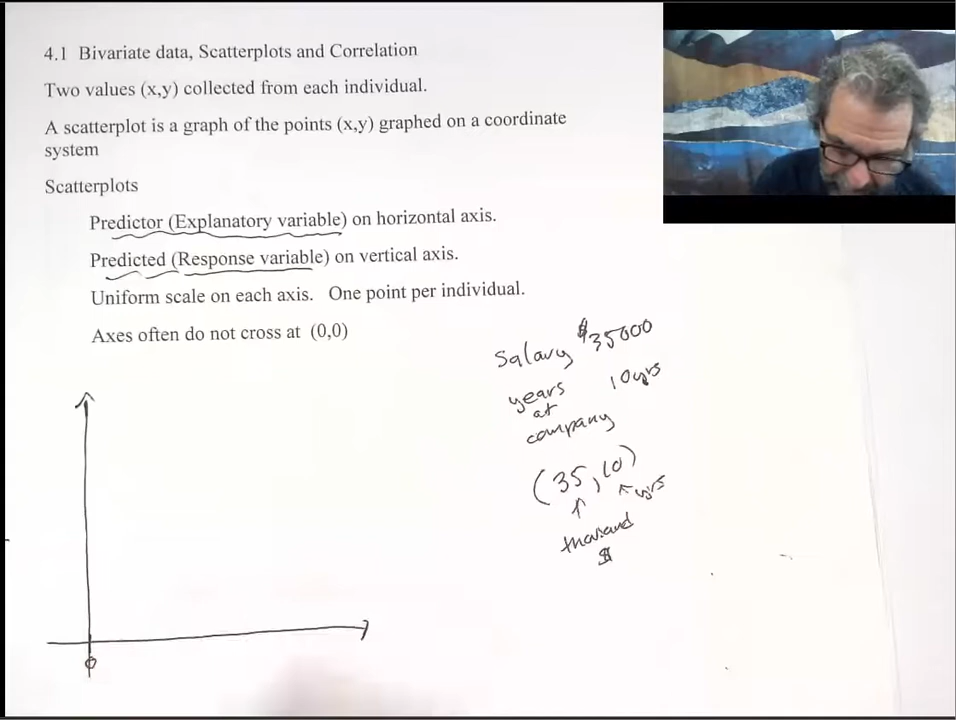 4.1 Bivariate data, Scatterplots and Correlation
Two values (x,y) collected from each individual.
A scatterplot is a graph of the points (x,y) graphed on a coordinate
system
Scatterplots
Predictor (Explanatory variable) on horizontal axis.
Predicted (Response variable) on vertical axis.
Uniform scale on each axis. One point per individual.
Axes often do not cross at (0,0)
Salary $35000
years 10yrs
at
company
(35,10)
yrs
thousand
$
0